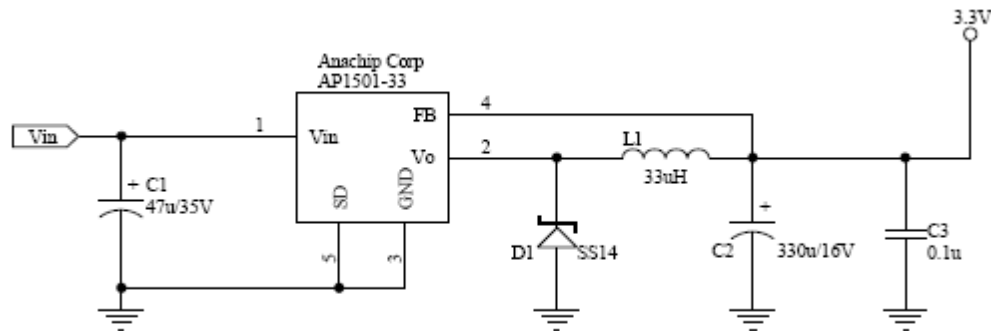 3.3V
Anachip Corp
AP1501-33
Vin
1
Vin
FB
4
Vo
2
L1
33uH
SD
GND
5
3
+ C1
47u/35V
D1
SS14
+
C2
330u/16V
C3
0.1u